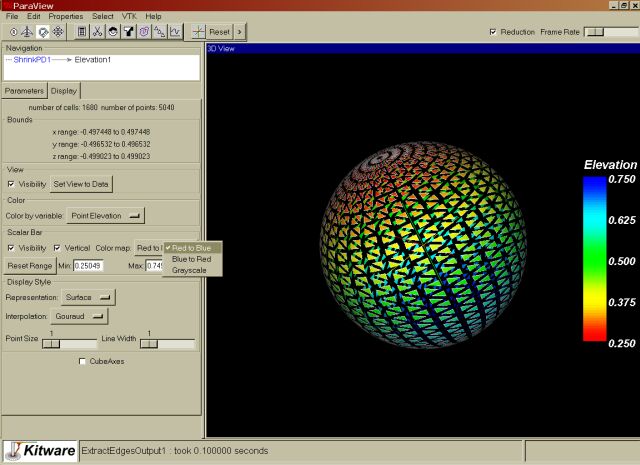 ParaView
File Edit Properties Select VTK Help
Reset >
Reduction Frame Rate
Navigation
ShrinkPD1 Elevation1
Parameters Display
number of cells: 1680 number of points: 5040
Bounds
x range: -0.497448 to 0.497448
y range: -0.496532 to 0.496532
z range: -0.499023 to 0.499023
View
Visibility Set View to Data
Color
Color by variable: Point Elevation
Scalar Bar
Visibility Vertical Color map: Red to
Red to Blue
Blue to Red
Grayscale
Reset Range Min: 0.25049 Max: 0.749
Display Style
Representation: Surface
Interpolation: Gouraud
Point Size 1 Line Width 1
CubeAxes
3D View
Elevation
0.750
0.625
0.500
0.375
0.250
Kitware ExtractEdgesOutput1 : took 0.100000 seconds